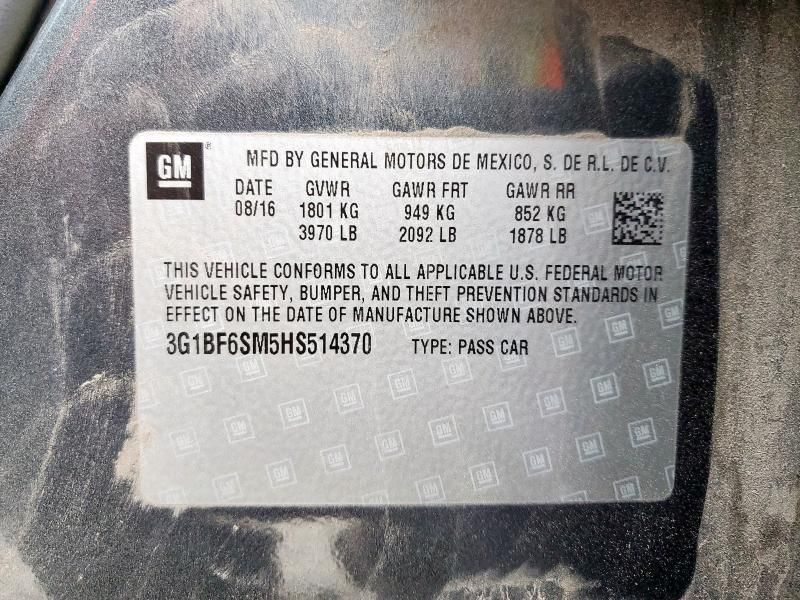 GM ® MFD BY GENERAL MOTORS DE MEXICO, S. DE R.L. DE C.V.
DATE GVWR GAWR FRT GAWR RR
08/16 1801 KG 949 KG 852 KG
3970 LB 2092 LB 1878 LB
THIS VEHICLE CONFORMS TO ALL APPLICABLE U.S. FEDERAL MOTOR
VEHICLE SAFETY, BUMPER, AND THEFT PREVENTION STANDARDS IN
EFFECT ON THE DATE OF MANUFACTURE SHOWN ABOVE.
3G1BF6SM5HS514370 TYPE: PASS CAR